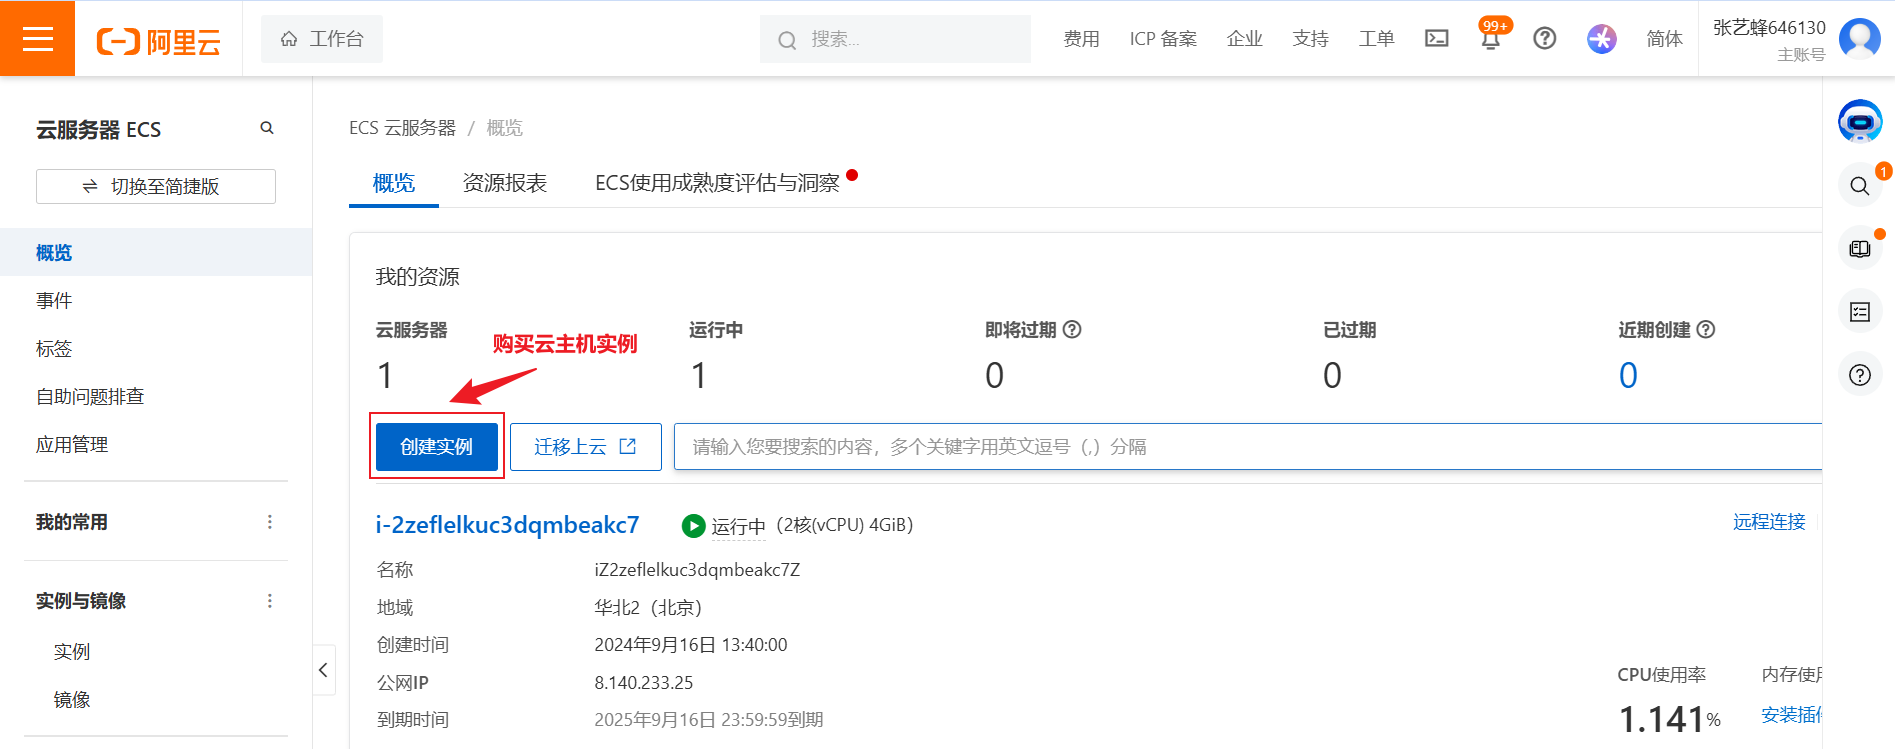 阿里云
工作台
搜索...
费用
ICP 备案
企业
支持
工单
99+
简体
张艺蜂646130
主账号
云服务器 ECS
切换至简捷版
概览
事件
标签
自助问题排查
应用管理
我的常用
实例与镜像
实例
镜像
ECS 云服务器 / 概览
概览
资源报表
ECS使用成熟度评估与洞察
我的资源
云服务器
1
运行中
1
即将过期
0
已过期
0
近期创建
0
购买云主机实例
创建实例
迁移上云
请输入您要搜索的内容，多个关键字用英文逗号（,）分隔
i-2zeflelkuc3dqmbeakc7
运行中（2核(vCPU) 4GiB）
远程连接
名称 iZ2zeflelkuc3dqmbeakc7Z
地域 华北2（北京）
创建时间 2024年9月16日 13:40:00
公网IP 8.140.233.25
到期时间 2025年9月16日 23:59:59到期
CPU使用率
1.141%
内存使用
安装插件
1